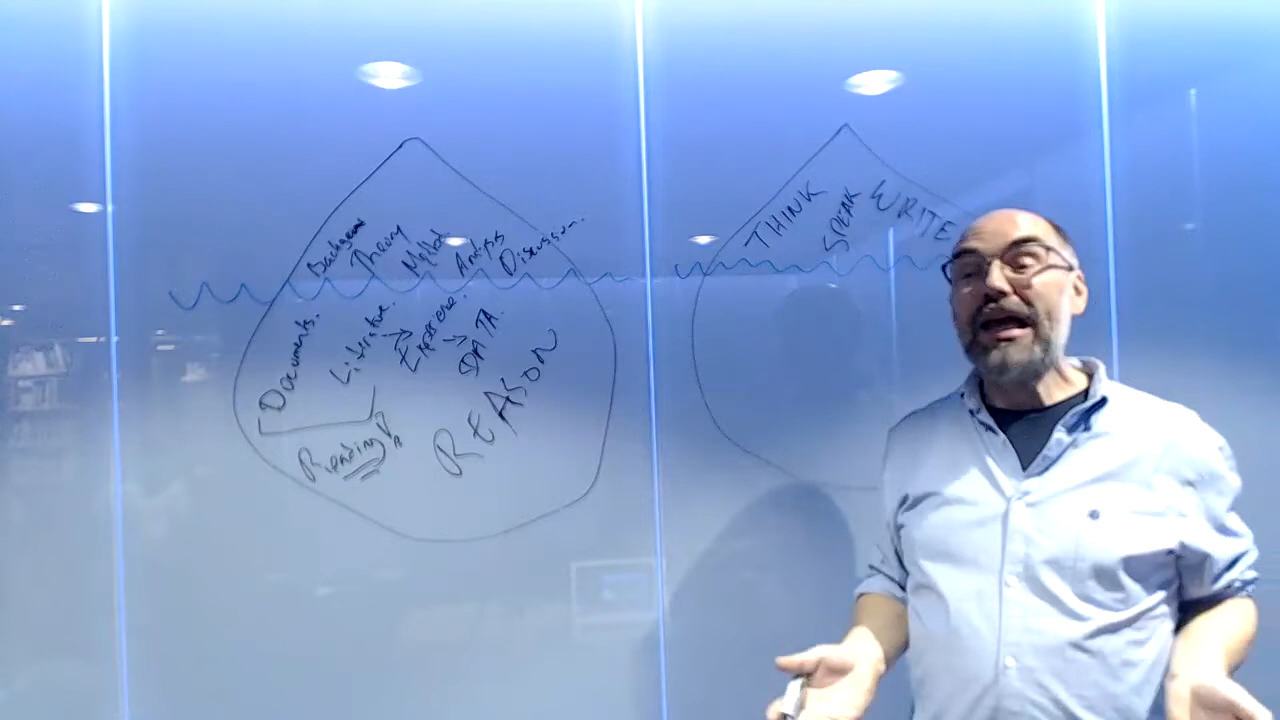 Background
Theory
Method
Analysis
Discussion.
Documents.
Literature.
Experience.
DATA.
Reading
REASON
THINK
SPEAK
WRITE